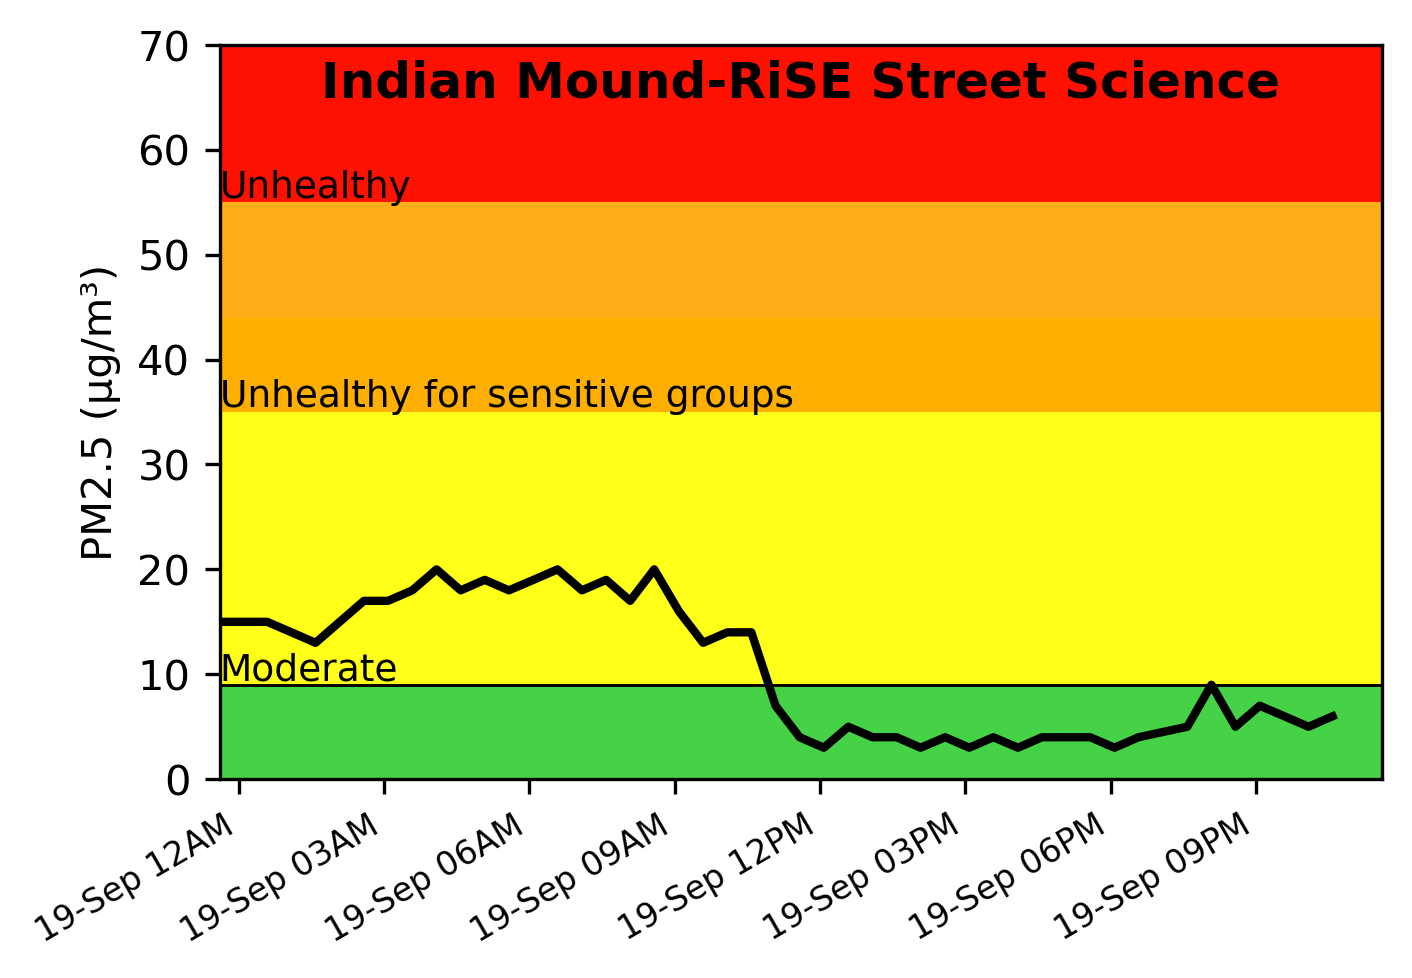 Indian Mound-RiSE Street Science
70
60
50
40
30
20
10
0
PM2.5 (µg/m³)
Unhealthy
Unhealthy for sensitive groups
Moderate
19-Sep 12AM
19-Sep 03AM
19-Sep 06AM
19-Sep 09AM
19-Sep 12PM
19-Sep 03PM
19-Sep 06PM
19-Sep 09PM